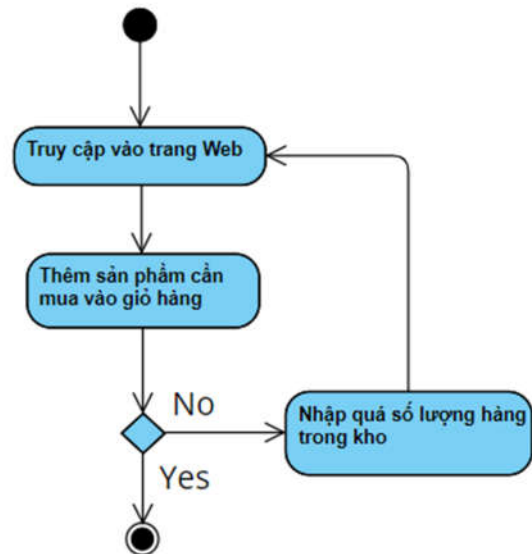 Truy cập vào trang Web
Thêm sản phẩm cần
mua vào giỏ hàng
No
Nhập quá số lượng hàng
trong kho
Yes